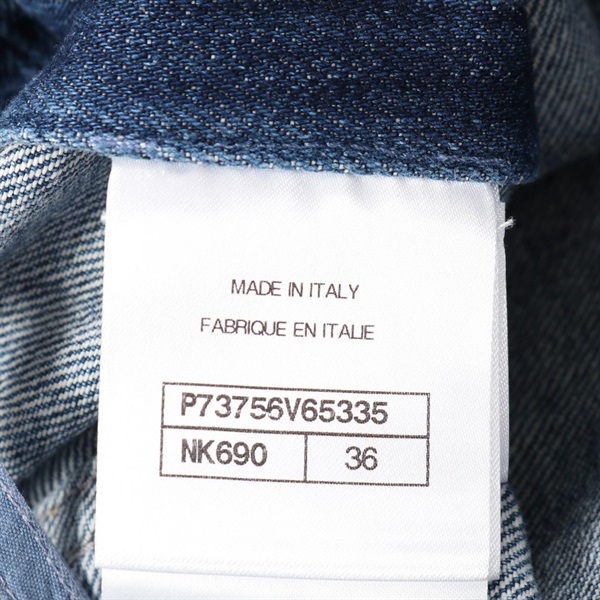 MADE IN ITALY
FABRIQUE EN ITALIE
P73756V65335
NK690 36